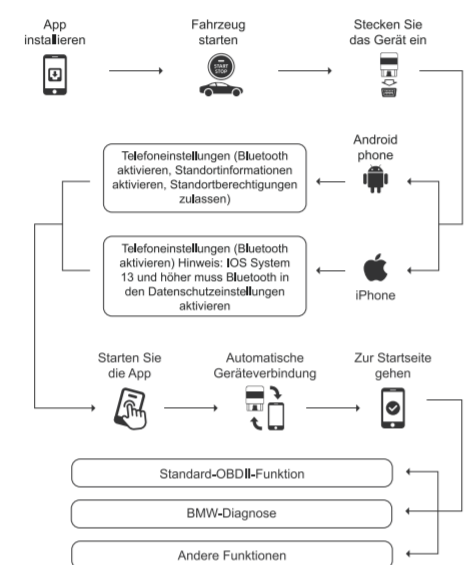 App
installieren
Fahrzeug
starten
Stecken Sie
das Gerät ein
START
STOP
Android
phone
Telefoneinstellungen (Bluetooth
aktivieren, Standortinformationen
aktivieren, Standortberechtigungen
zulassen)
Telefoneinstellungen (Bluetooth
aktivieren) Hinweis: IOS System
13 und höher muss Bluetooth in
den Datenschutzeinstellungen
aktivieren
iPhone
Starten Sie
die App
Automatische
Geräteverbindung
Zur Startseite
gehen
Standard-OBDII-Funktion
BMW-Diagnose
Andere Funktionen